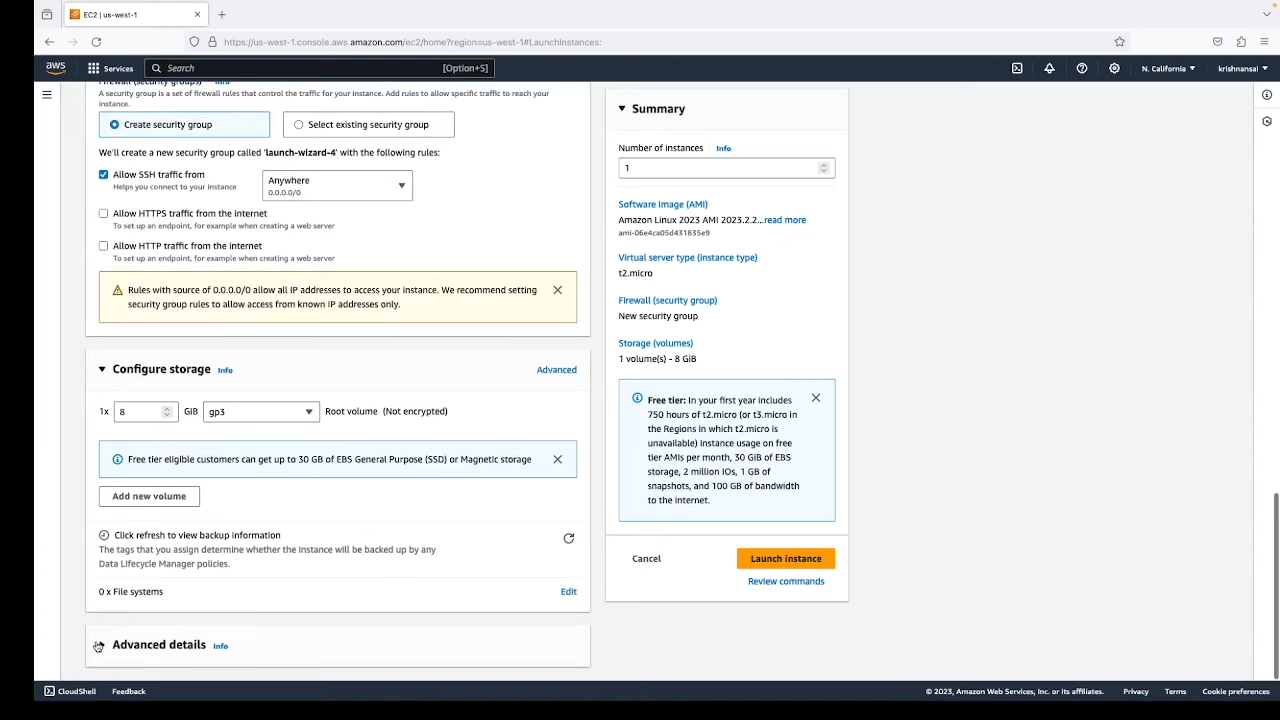 EC2 | us-west-1
https://us-west-1.console.aws.amazon.com/ec2/home?region=us-west-1#LaunchInstances:
aws
Services
Search
[Option+S]
N. California
krishnansai
Firewall (security groups) Info
A security group is a set of firewall rules that control the traffic for your instance. Add rules to allow specific traffic to reach your
instance.
Create security group
Select existing security group
We'll create a new security group called 'launch-wizard-4' with the following rules:
Allow SSH traffic from
Helps you connect to your instance
Anywhere
0.0.0.0/0
Allow HTTPS traffic from the internet
To set up an endpoint, for example when creating a web server
Allow HTTP traffic from the internet
To set up an endpoint, for example when creating a web server
Rules with source of 0.0.0.0/0 allow all IP addresses to access your instance. We recommend setting
security group rules to allow access from known IP addresses only.
Configure storage Info
Advanced
1x
8
GiB
gp3
Root volume (Not encrypted)
Free tier eligible customers can get up to 30 GB of EBS General Purpose (SSD) or Magnetic storage
Add new volume
Click refresh to view backup information
The tags that you assign determine whether the instance will be backed up by any
Data Lifecycle Manager policies.
0 x File systems
Edit
Advanced details Info
Summary
Number of instances Info
1
Software Image (AMI)
Amazon Linux 2023 AMI 2023.2.2...read more
ami-06e4ca05d431835e9
Virtual server type (instance type)
t2.micro
Firewall (security group)
New security group
Storage (volumes)
1 volume(s) - 8 GiB
Free tier: In your first year includes
750 hours of t2.micro (or t3.micro in
the Regions in which t2.micro is
unavailable) instance usage on free
tier AMIs per month, 30 GiB of EBS
storage, 2 million IOs, 1 GB of
snapshots, and 100 GB of bandwidth
to the internet.
Cancel
Launch instance
Review commands
CloudShell
Feedback
© 2023, Amazon Web Services, Inc. or its affiliates.
Privacy
Terms
Cookie preferences